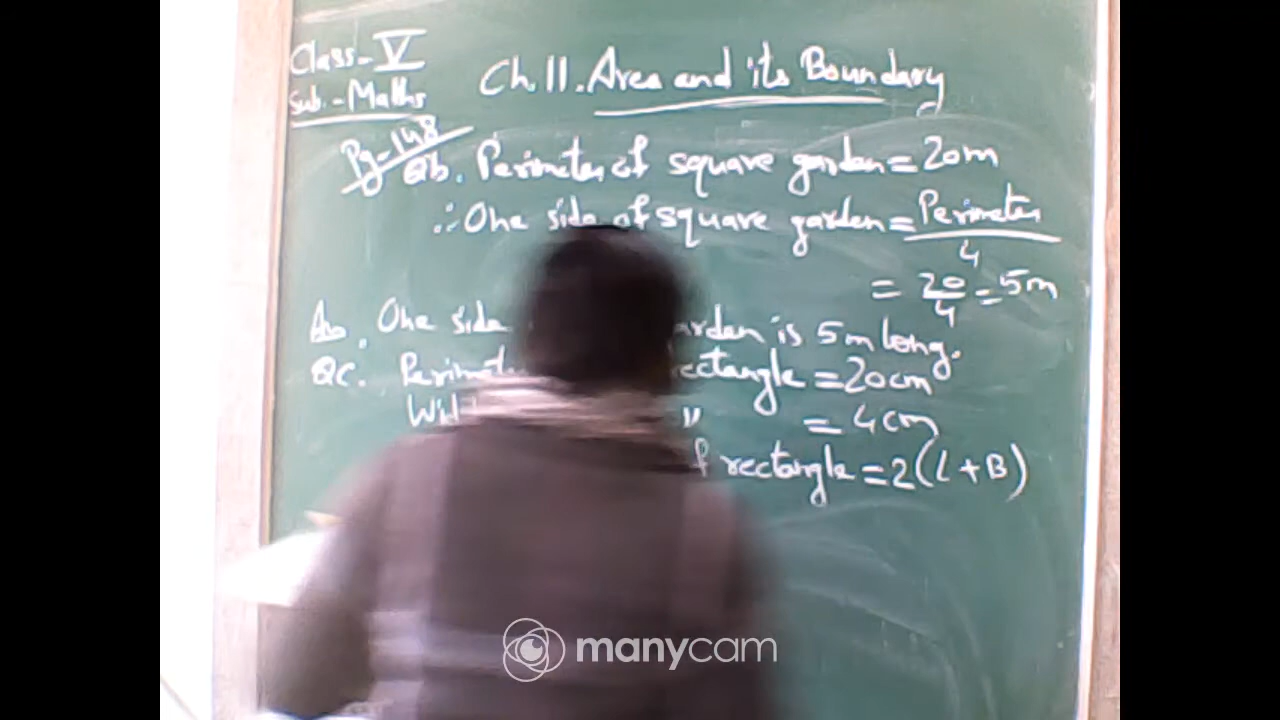 Class-V
Sub.-Maths
Ch.11. Area and its Boundary
Pg-148
Qb. Perimeter of square garden = 20m
∴ One side of square garden = Perimeter
4
= 20/4 = 5m
Ans. One side arden is 5m long.
Qc. Perimete rectangle = 20cm
Wid " = 4cm
f rectangle = 2(L+B)
manycam